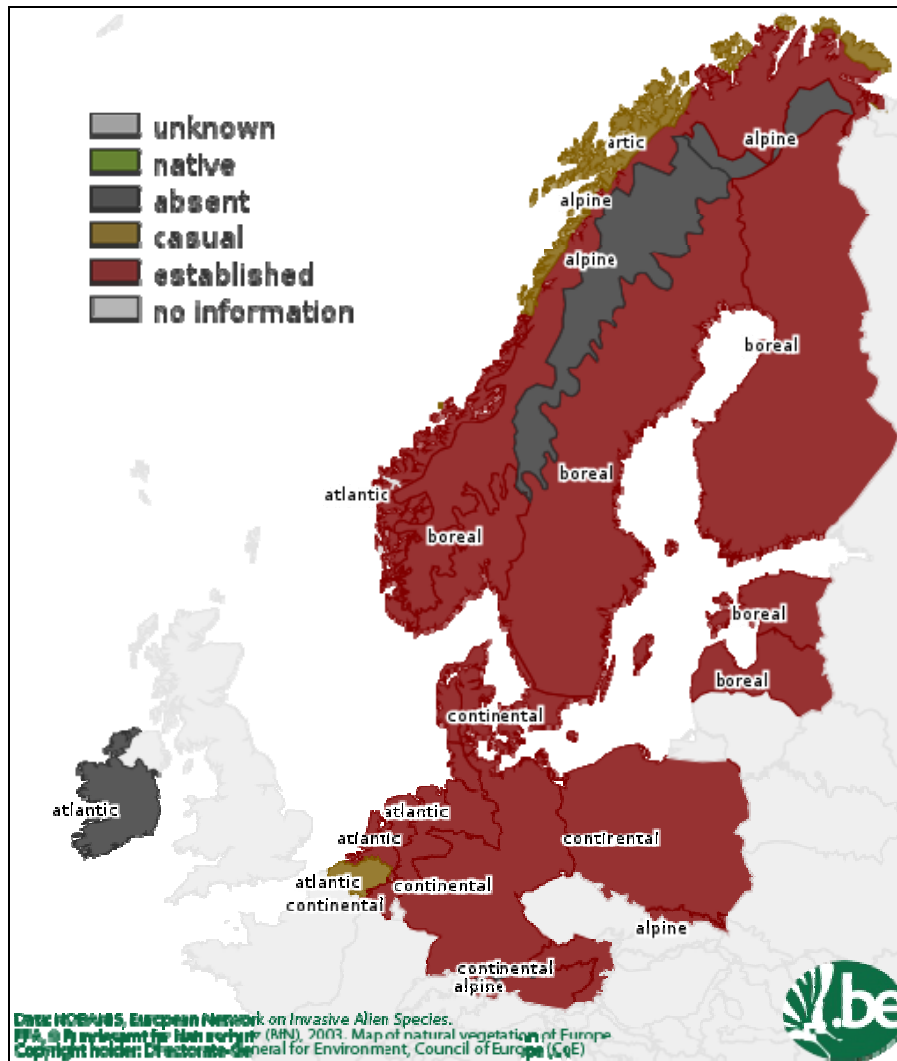 unknown
native
absent
casual
established
no information
artic
alpine
alpine
alpine
boreal
boreal
atlantic
boreal
boreal
boreal
continental
atlantic
atlantic
atlantic
continental
atlantic
continental
continental
alpine
continental
alpine
.be
Data: NOBANIS, European Network on Invasive Alien Species.
(BfN), 2003. Map of natural vegetation of Europe
Copyright holder: Directorate-General for Environment, Council of Europe (CoE)